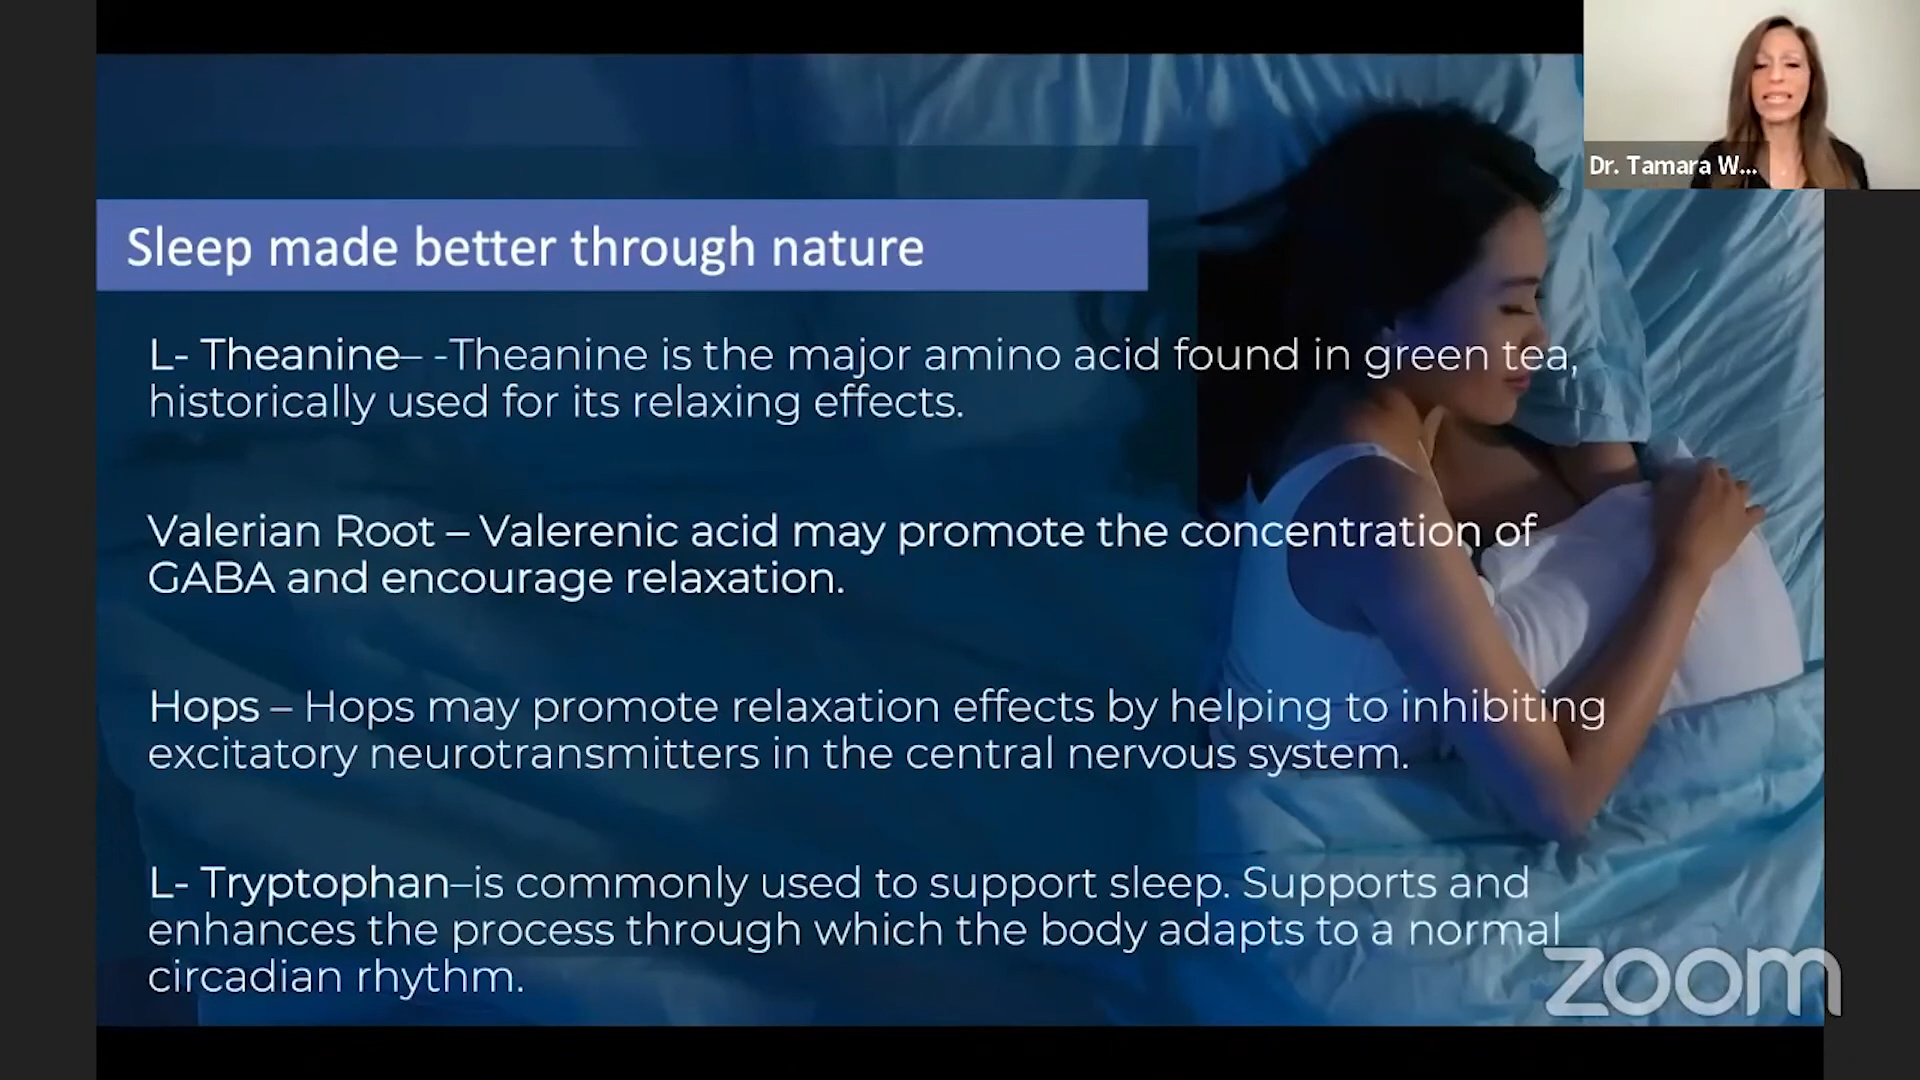 Dr. Tamara W...
Sleep made better through nature
L- Theanine– -Theanine is the major amino acid found in green tea,
historically used for its relaxing effects.
Valerian Root – Valerenic acid may promote the concentration of
GABA and encourage relaxation.
Hops – Hops may promote relaxation effects by helping to inhibiting
excitatory neurotransmitters in the central nervous system.
L- Tryptophan–is commonly used to support sleep. Supports and
enhances the process through which the body adapts to a normal
circadian rhythm.
zoom